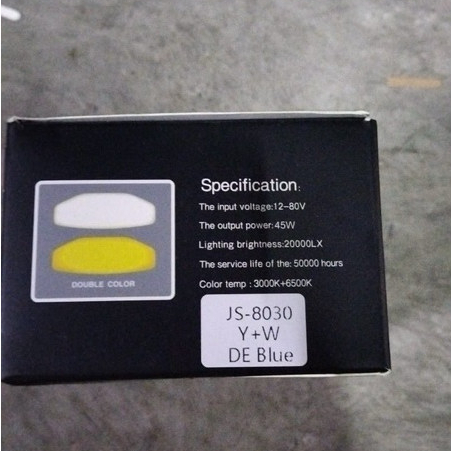 Specification:
The input voltage:12-80V
The output power:45W
Lighting brightness:20000LX
The service life of the: 50000 hours
Color temp : 3000K+6500K
DOUBLE COLOR
JS-8030
Y+W
DE Blue